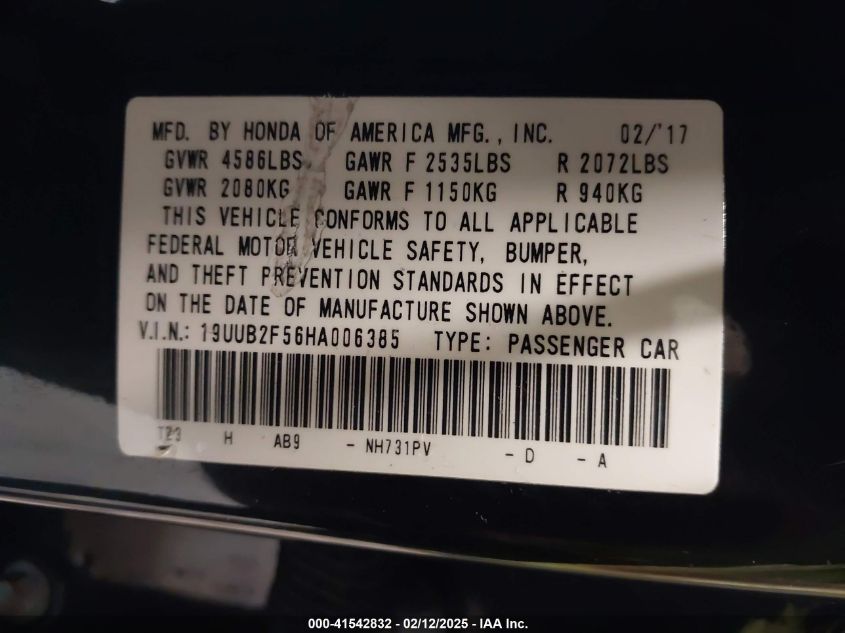 MFD. BY HONDA OF AMERICA MFG., INC. 02/'17
GVWR 4586LBS. GAWR F 2535LBS R 2072LBS
GVWR 2080KG GAWR F 1150KG R 940KG
THIS VEHICLE CONFORMS TO ALL APPLICABLE
FEDERAL MOTOR VEHICLE SAFETY, BUMPER,
AND THEFT PREVENTION STANDARDS IN EFFECT
ON THE DATE OF MANUFACTURE SHOWN ABOVE.
V.I.N.: 19UUB2F56HA006385 TYPE: PASSENGER CAR
TZ3 H AB9 - NH731PV - D - A
000-41542832 - 02/12/2025 - IAA Inc.